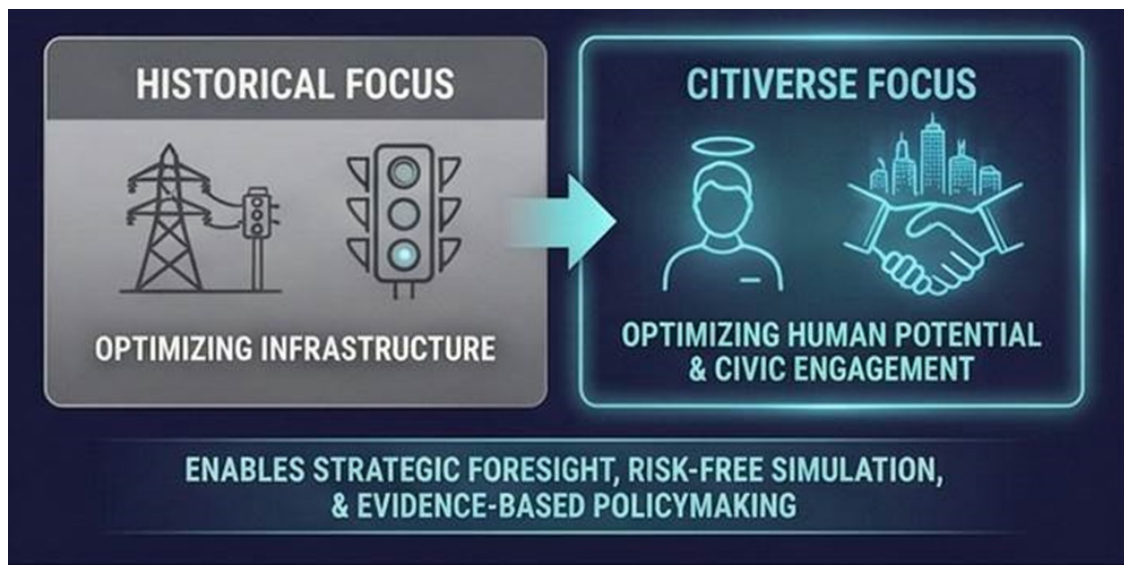 HISTORICAL FOCUS
OPTIMIZING INFRASTRUCTURE
CITIVERSE FOCUS
OPTIMIZING HUMAN POTENTIAL
& CIVIC ENGAGEMENT
ENABLES STRATEGIC FORESIGHT, RISK-FREE SIMULATION,
& EVIDENCE-BASED POLICYMAKING